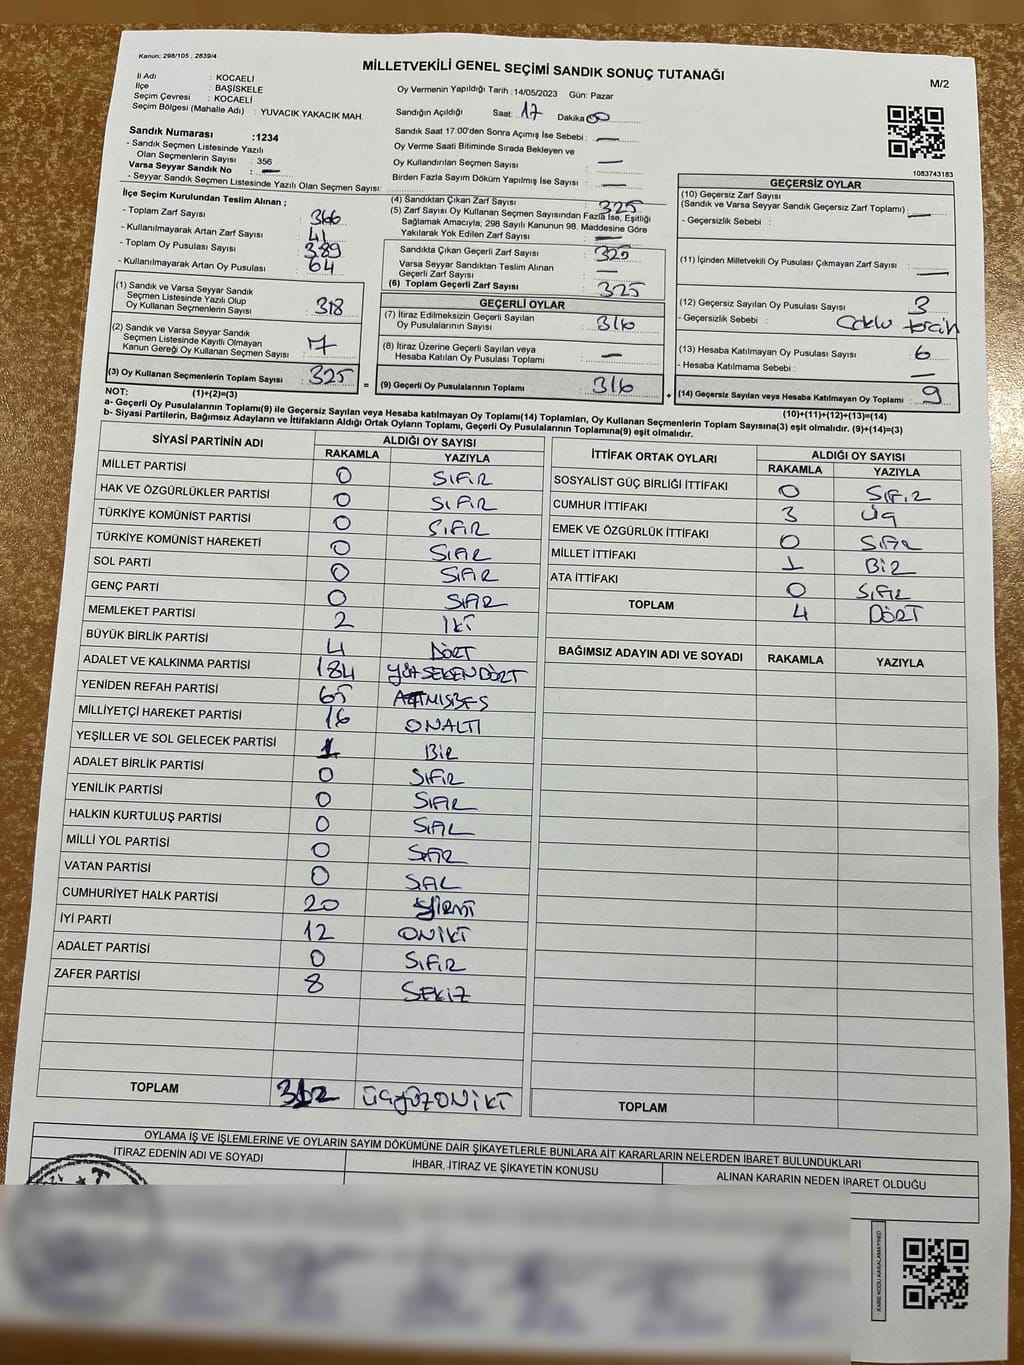 Kanun: 298/105 , 2839/4
MİLLETVEKİLİ GENEL SEÇİMİ SANDIK SONUÇ TUTANAĞI
M/2
İl Adı : KOCAELİ
İlçe : BAŞİSKELE
Seçim Çevresi : KOCAELİ
Seçim Bölgesi (Mahalle Adı) : YUVACIK YAKACIK MAH.
Oy Vermenin Yapıldığı Tarih :14/05/2023 Gün: Pazar
Sandığın Açıldığı Saat: 17 Dakika 00
Sandık Saat 17:00'den Sonra Açımış İse Sebebi : —
Oy Verme Saati Bitiminde Sırada Bekleyen ve
Oy Kullandırılan Seçmen Sayısı : —
Birden Fazla Sayım Döküm Yapılmış İse Sayısı : —
1083743183
Sandık Numarası :1234
- Sandık Seçmen Listesinde Yazılı
Olan Seçmenlerin Sayısı : 356
Varsa Seyyar Sandık No : —
- Seyyar Sandık Seçmen Listesinde Yazılı Olan Seçmen Sayısı:
İlçe Seçim Kurulundan Teslim Alınan ;
- Toplam Zarf Sayısı : 366
- Kullanılmayarak Artan Zarf Sayısı : 41
- Toplam Oy Pusulası Sayısı : 389
- Kullanılmayarak Artan Oy Pusulası : 64
(1) Sandık ve Varsa Seyyar Sandık
Seçmen Listesinde Yazılı Olup
Oy Kullanan Seçmenlerin Sayısı : 318
(2) Sandık ve Varsa Seyyar Sandık
Seçmen Listesinde Kayıtlı Olmayan
Kanun Gereği Oy Kullanan Seçmen Sayısı : 7
(3) Oy Kullanan Seçmenlerin Toplam Sayısı : 325
(1)+(2)=(3)
(4) Sandıktan Çıkan Zarf Sayısı : 325
(5) Zarf Sayısı Oy Kullanan Seçmen Sayısından Fazla İse, Eşitliği
Sağlamak Amacıyla, 298 Sayılı Kanunun 98. Maddesine Göre
Yakılarak Yok Edilen Zarf Sayısı : —
Sandıkta Çıkan Geçerli Zarf Sayısı : 325
Varsa Seyyar Sandıktan Teslim Alınan
Geçerli Zarf Sayısı : —
(6) Toplam Geçerli Zarf Sayısı : 325
GEÇERLİ OYLAR
(7) İtiraz Edilmeksizin Geçerli Sayılan
Oy Pusulalarının Sayısı : 316
(8) İtiraz Üzerine Geçerli Sayılan veya
Hesaba Katılan Oy Pusulası Toplamı : —
= (9) Geçerli Oy Pusulalarının Toplamı : 316
GEÇERSİZ OYLAR
(10) Geçersiz Zarf Sayısı
(Sandık ve Varsa Seyyar Sandık Geçersiz Zarf Toplamı) : —
- Geçersizlik Sebebi :
(11) İçinden Milletvekili Oy Pusulası Çıkmayan Zarf Sayısı : —
(12) Geçersiz Sayılan Oy Pusulası Sayısı : 3
- Geçersizlik Sebebi : Çoklu tercih
(13) Hesaba Katılmayan Oy Pusulası Sayısı : 6
- Hesaba Katılmama Sebebi : —
+ (14) Geçersiz Sayılan veya Hesaba Katılmayan Oy Toplamı : 9
(10)+(11)+(12)+(13)=(14)
NOT:
a- Geçerli Oy Pusulalarının Toplamı(9) ile Geçersiz Sayılan veya Hesaba katılmayan Oy Toplamı(14) Toplamları, Oy Kullanan Seçmenlerin Toplam Sayısına(3) eşit olmalıdır. (9)+(14)=(3)
b- Siyasi Partilerin, Bağımsız Adayların ve İttifakların Aldığı Ortak Oyların Toplamı, Geçerli Oy Pusulalarının Toplamına(9) eşit olmalıdır.
SİYASİ PARTİNİN ADI ALDIĞI OY SAYISI
RAKAMLA YAZIYLA
MİLLET PARTİSİ 0 SIFIR
HAK VE ÖZGÜRLÜKLER PARTİSİ 0 SIFIR
TÜRKİYE KOMÜNİST PARTİSİ 0 SIFIR
TÜRKİYE KOMÜNİST HAREKETİ 0 SIFIR
SOL PARTİ 0 SIFIR
GENÇ PARTİ 0 SIFIR
MEMLEKET PARTİSİ 2 İKİ
BÜYÜK BİRLİK PARTİSİ 4 DÖRT
ADALET VE KALKINMA PARTİSİ 184 YÜZSEKENDÖRT
YENİDEN REFAH PARTİSİ 65 ALTMIŞBEŞ
MİLLİYETÇİ HAREKET PARTİSİ 16 ONALTI
YEŞİLLER VE SOL GELECEK PARTİSİ 1 BİR
ADALET BİRLİK PARTİSİ 0 SIFIR
YENİLİK PARTİSİ 0 SIFIR
HALKIN KURTULUŞ PARTİSİ 0 SIFIR
MİLLİ YOL PARTİSİ 0 SIFIR
VATAN PARTİSİ 0 SIFIR
CUMHURİYET HALK PARTİSİ 20 YİRMİ
İYİ PARTİ 12 ONİKİ
ADALET PARTİSİ 0 SIFIR
ZAFER PARTİSİ 8 SEKİZ
TOPLAM 312 ÜÇYÜZONİKİ
İTTİFAK ORTAK OYLARI ALDIĞI OY SAYISI
RAKAMLA YAZIYLA
SOSYALİST GÜÇ BİRLİĞİ İTTİFAKI 0 SIFIR
CUMHUR İTTİFAKI 3 ÜÇ
EMEK VE ÖZGÜRLÜK İTTİFAKI 0 SIFIR
MİLLET İTTİFAKI 1 BİR
ATA İTTİFAKI 0 SIFIR
TOPLAM 4 DÖRT
BAĞIMSIZ ADAYIN ADI VE SOYADI RAKAMLA YAZIYLA
TOPLAM
OYLAMA İŞ VE İŞLEMLERİNE VE OYLARIN SAYIM DÖKÜMÜNE DAİR ŞİKAYETLERLE BUNLARA AİT KARARLARIN NELERDEN İBARET BULUNDUKLARI
İTİRAZ EDENİN ADI VE SOYADI İHBAR, İTİRAZ VE ŞİKAYETİN KONUSU ALINAN KARARIN NEDEN İBARET OLDUĞU
KARE KODU KARALAMAYINIZ!